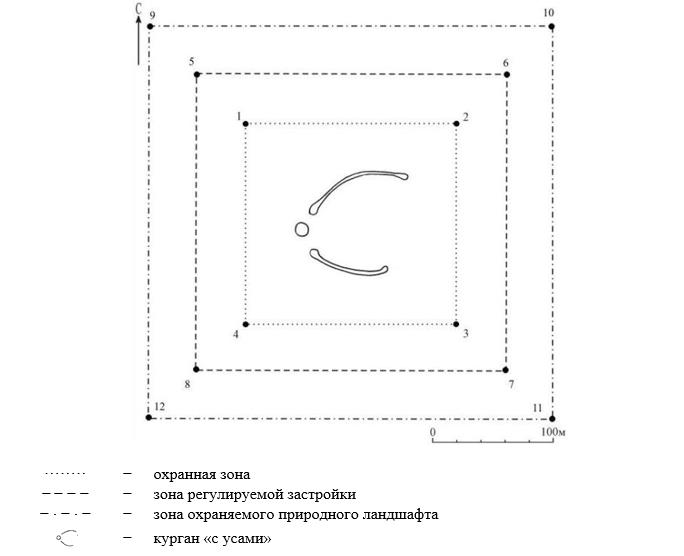 С
9
10
5
6
1
2
4
3
8
7
12
11
0
100м
– охранная зона
– зона регулируемой застройки
– зона охраняемого природного ландшафта
– курган «с усами»